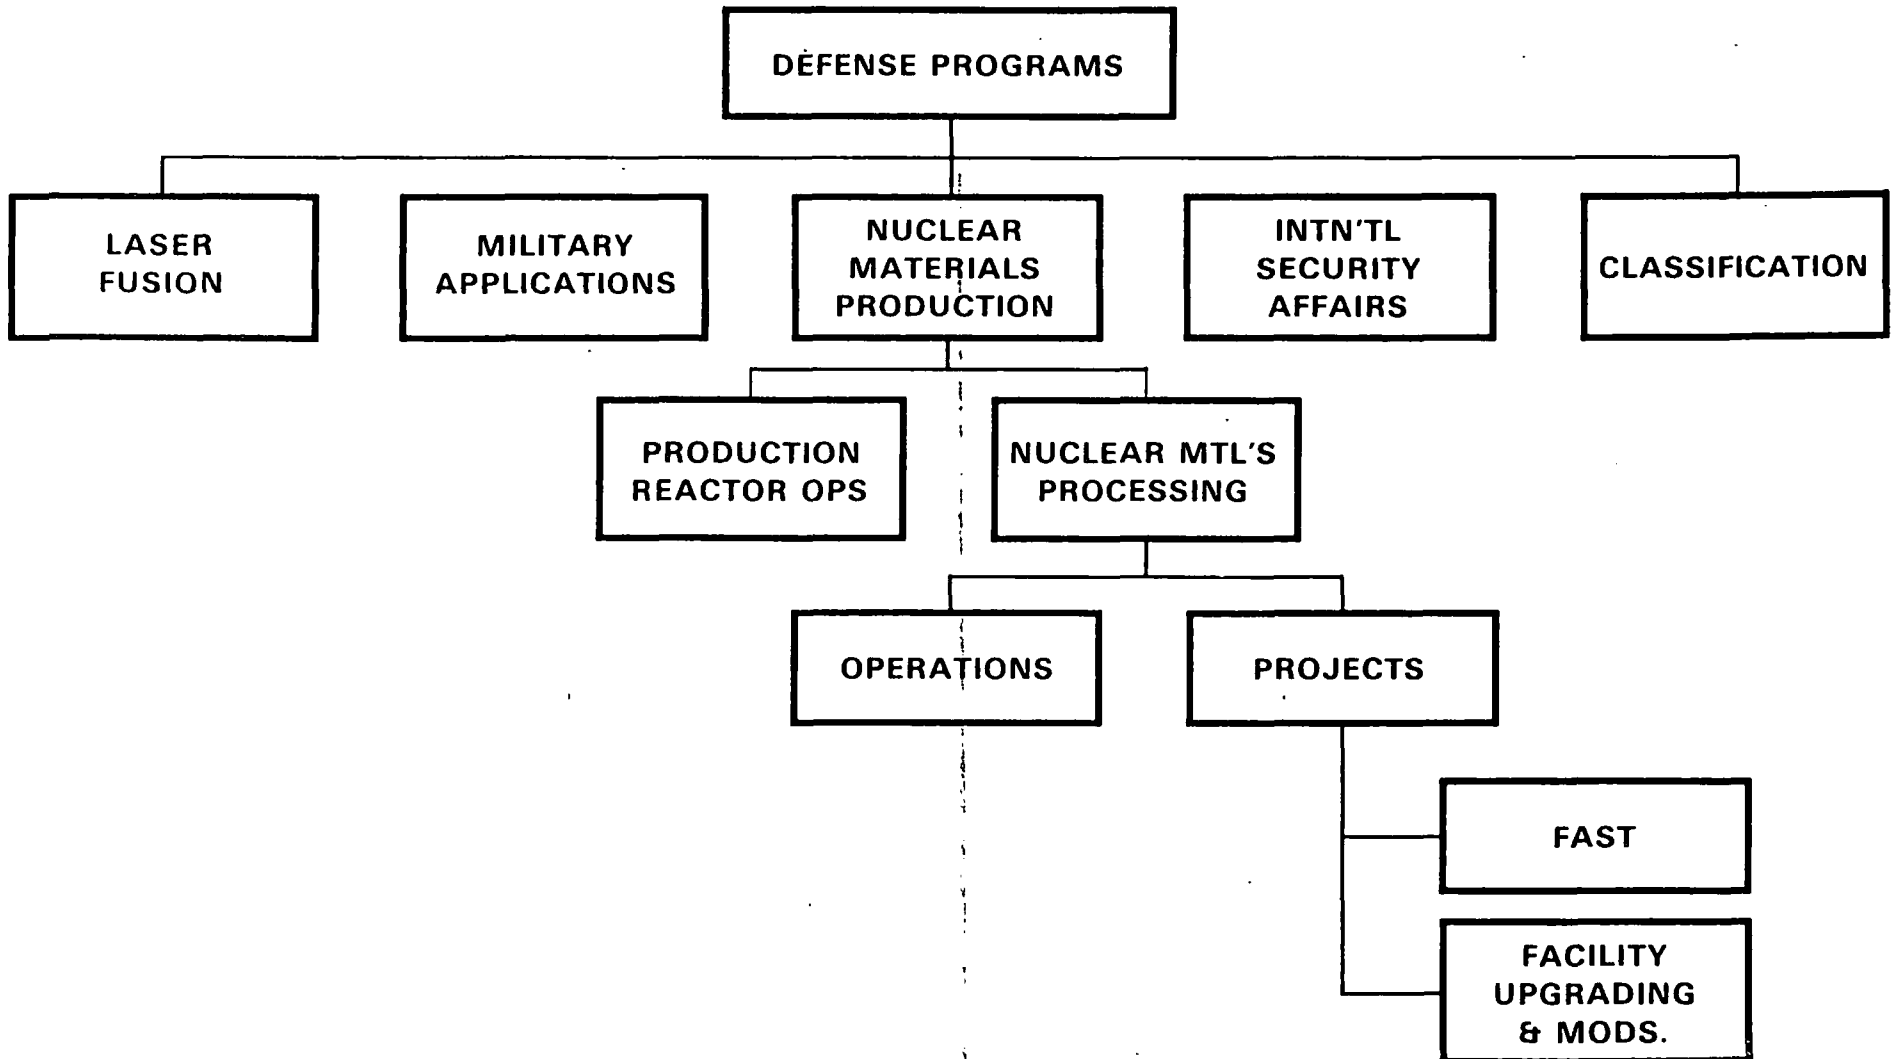 DEFENSE PROGRAMS
LASER
FUSION
MILITARY
APPLICATIONS
NUCLEAR
MATERIALS
PRODUCTION
INTN'TL
SECURITY
AFFAIRS
CLASSIFICATION
PRODUCTION
REACTOR OPS
NUCLEAR MTL'S
PROCESSING
OPERATIONS
PROJECTS
FAST
FACILITY
UPGRADING
& MODS.